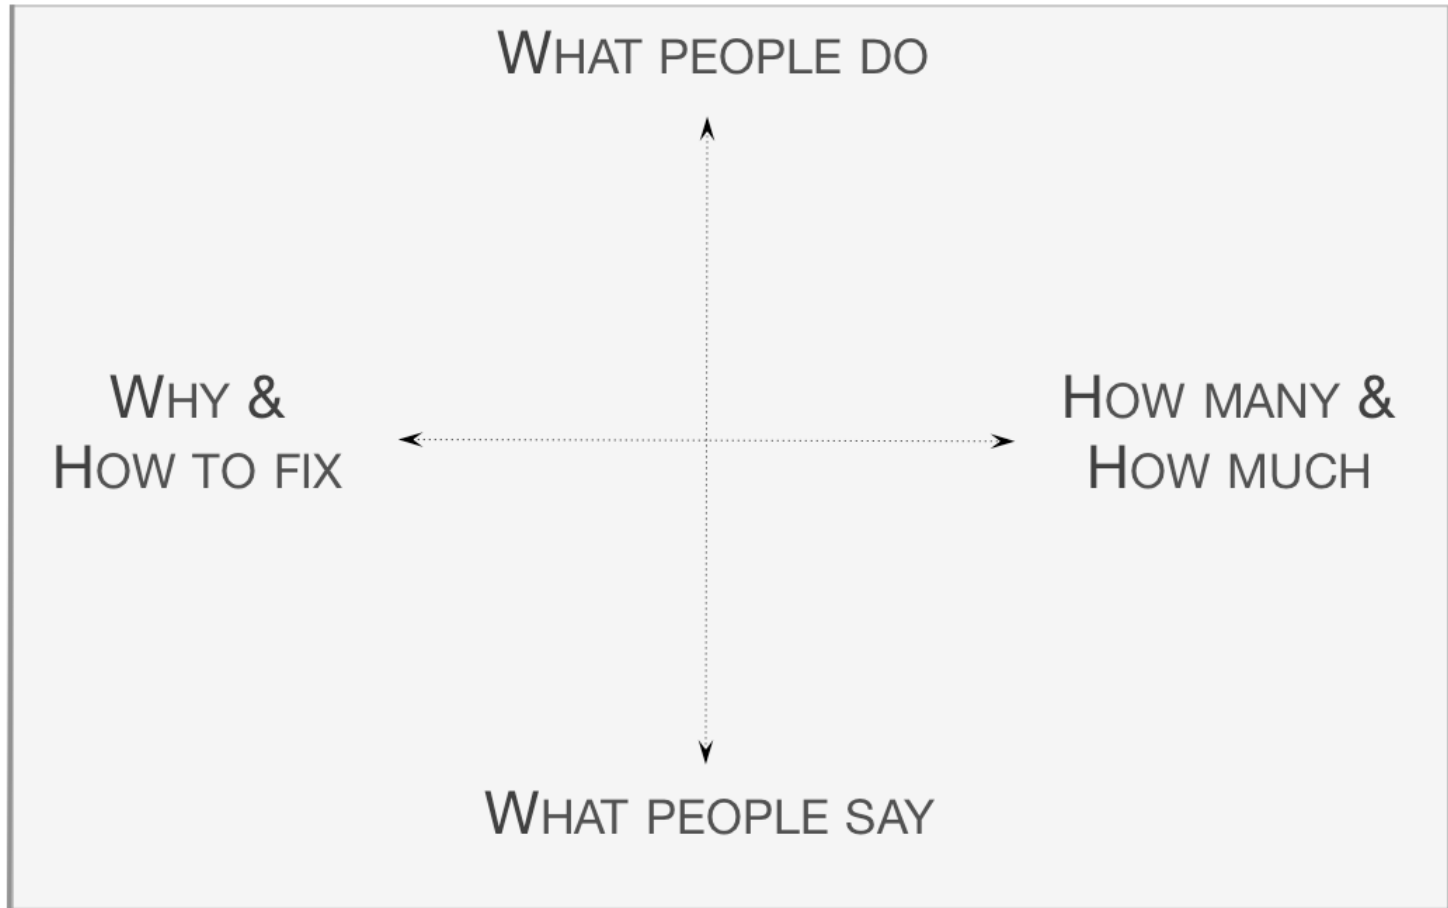 What people do
Why &
How to fix
How many &
How much
What people say